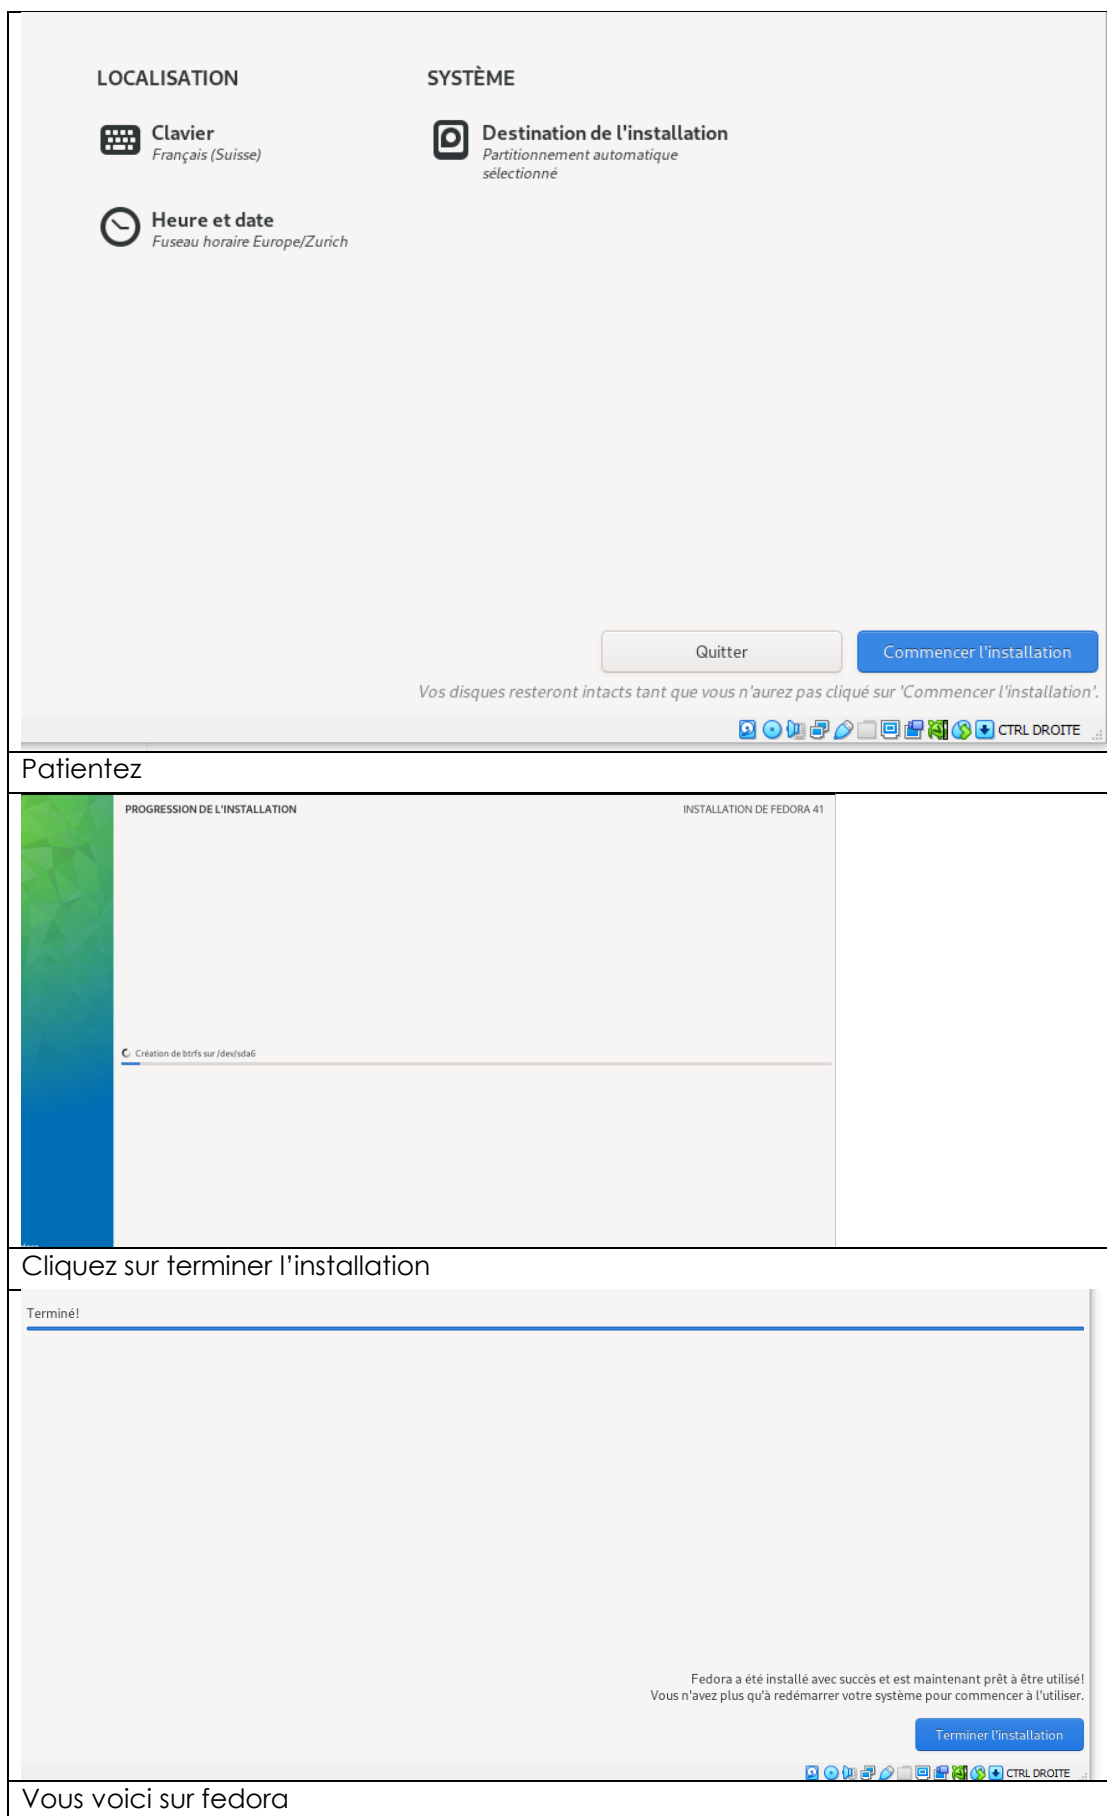 LOCALISATION
SYSTÈME
Clavier
Français (Suisse)
Destination de l'installation
Partitionnement automatique
sélectionné
Heure et date
Fuseau horaire Europe/Zurich
Quitter
Commencer l'installation
Vos disques resteront intacts tant que vous n'aurez pas cliqué sur 'Commencer l'installation'.
CTRL DROITE
Patientez
PROGRESSION DE L'INSTALLATION
INSTALLATION DE FEDORA 41
Création de btrfs sur /dev/sda6
Cliquez sur terminer l’installation
Terminé!
Fedora a été installé avec succès et est maintenant prêt à être utilisé!
Vous n'avez plus qu'à redémarrer votre système pour commencer à l'utiliser.
Terminer l'installation
CTRL DROITE
Vous voici sur fedora